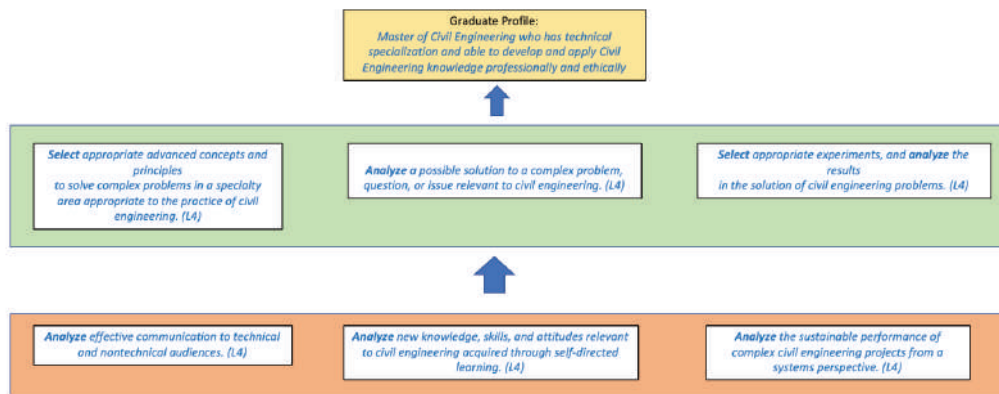 Graduate Profile:
Master of Civil Engineering who has technical
specialization and able to develop and apply Civil
Engineering knowledge professionally and ethically
Select appropriate advanced concepts and
principles
to solve complex problems in a specialty
area appropriate to the practice of civil
engineering. (L4)
Analyze a possible solution to a complex problem,
question, or issue relevant to civil engineering. (L4)
Select appropriate experiments, and analyze the
results
in the solution of civil engineering problems. (L4)
Analyze effective communication to technical
and nontechnical audiences. (L4)
Analyze new knowledge, skills, and attitudes relevant
to civil engineering acquired through self-directed
learning. (L4)
Analyze the sustainable performance of
complex civil engineering projects from a
systems perspective. (L4)